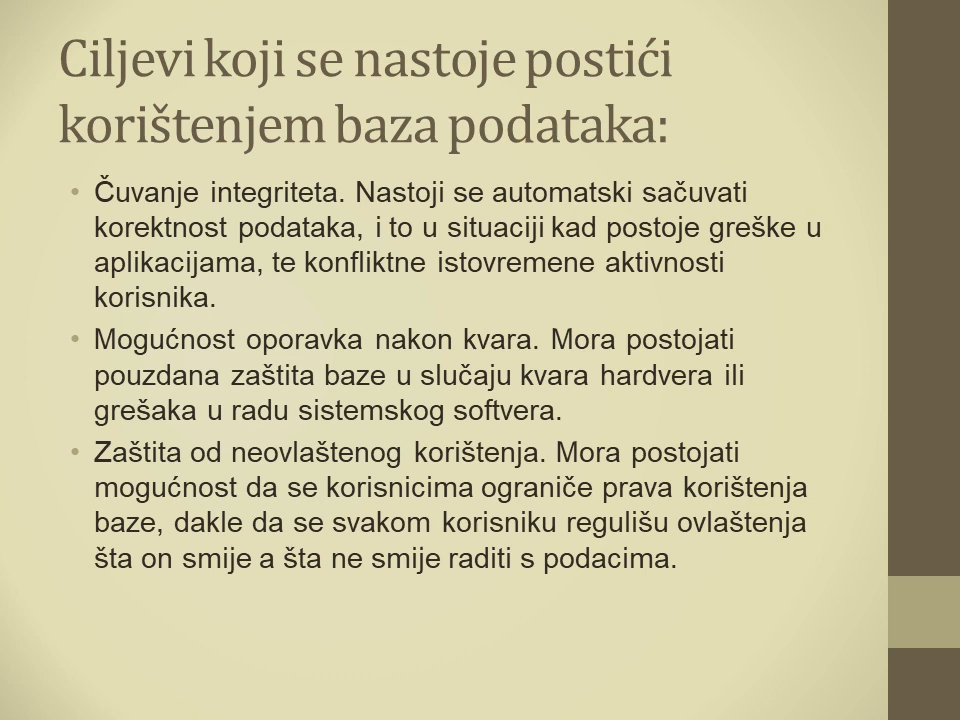 Ciljevi koji se nastoje postići
korištenjem baza podataka:
• Čuvanje integriteta. Nastoji se automatski sačuvati
korektnost podataka, i to u situaciji kad postoje greške u
aplikacijama, te konfliktne istovremene aktivnosti
korisnika.
• Mogućnost oporavka nakon kvara. Mora postojati
pouzdana zaštita baze u slučaju kvara hardvera ili
grešaka u radu sistemskog softvera.
• Zaštita od neovlaštenog korištenja. Mora postojati
mogućnost da se korisnicima ograniče prava korištenja
baze, dakle da se svakom korisniku regulišu ovlaštenja
šta on smije a šta ne smije raditi s podacima.